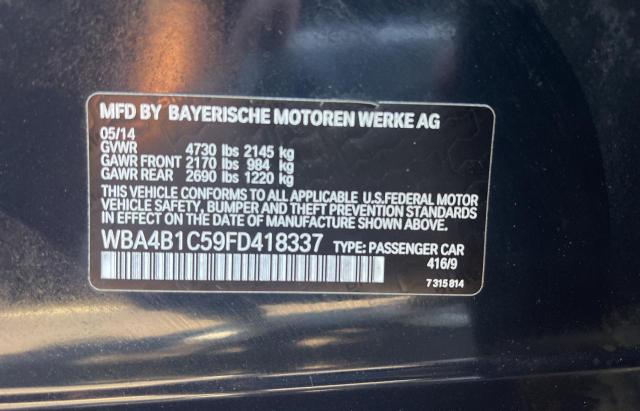 MFD BY BAYERISCHE MOTOREN WERKE AG
05/14
GVWR 4730 lbs 2145 kg
GAWR FRONT 2170 lbs 984 kg
GAWR REAR 2690 lbs 1220 kg
THIS VEHICLE CONFORMS TO ALL APPLICABLE U.S.FEDERAL MOTOR
VEHICLE SAFETY, BUMPER AND THEFT PREVENTION STANDARDS
IN EFFECT ON THE DATE OF MANUFACTURE SHOWN ABOVE.
WBA4B1C59FD418337 TYPE: PASSENGER CAR
416/9
7 315 814